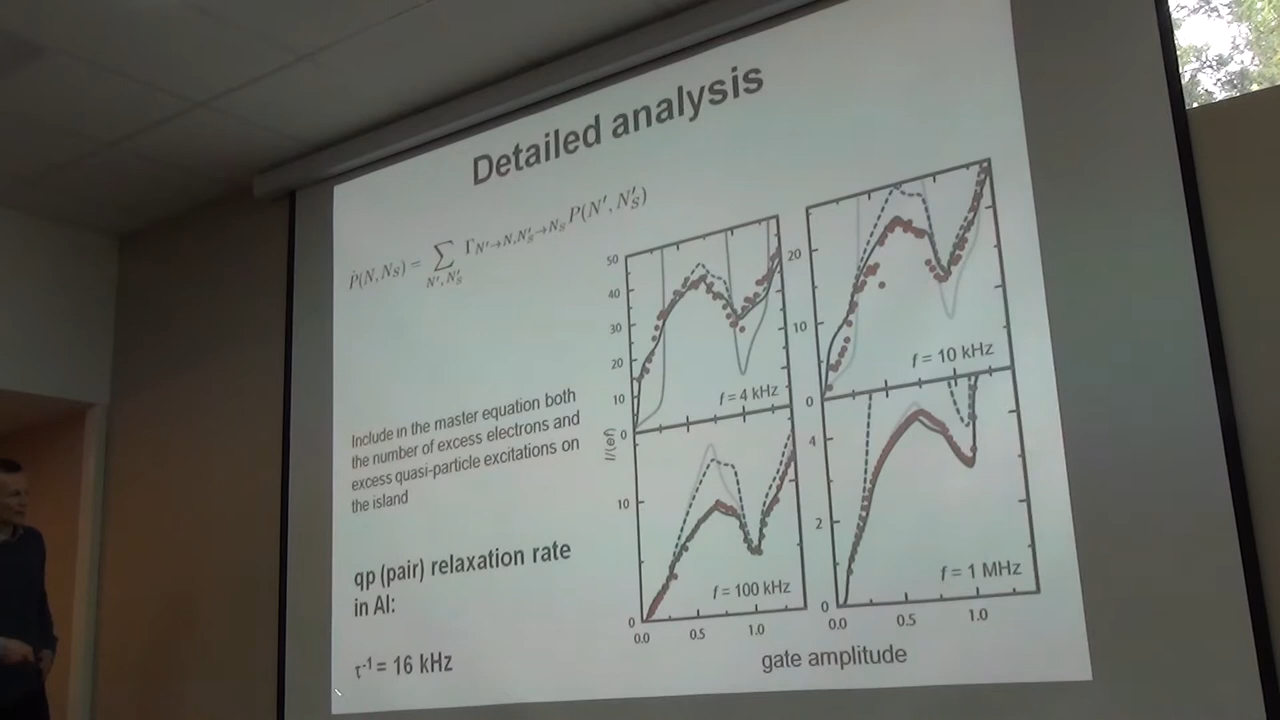 Detailed analysis
Ṗ(N,N_S) = ∑_{N′,N′_S} Γ_{N′→N,N′_S→N_S} P(N′,N′_S)
Include in the master equation both
the number of excess electrons and
excess quasi-particle excitations on
the island
qp (pair) relaxation rate
in Al:
τ⁻¹ = 16 kHz
50
40
30
20
10
0
f = 4 kHz
20
10
0
f = 10 kHz
I/(ef)
10
0
f = 100 kHz
0.0 0.5 1.0
4
2
0
f = 1 MHz
0.0 0.5 1.0
gate amplitude